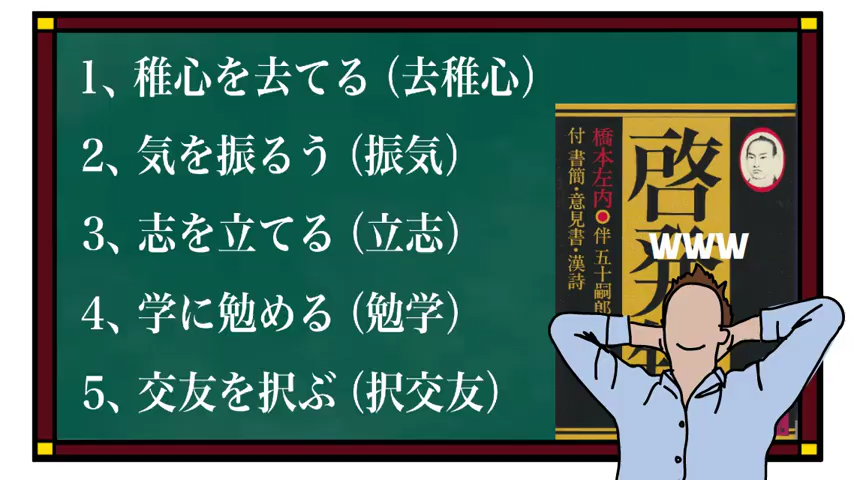 1、稚心を去てる（去稚心）
2、気を振るう（振気）
3、志を立てる（立志）
4、学に勉める（勉学）
5、交友を択ぶ（択交友）
啓発
橋本左内 伴 五十嗣郎
付 書簡・意見書・漢詩
www